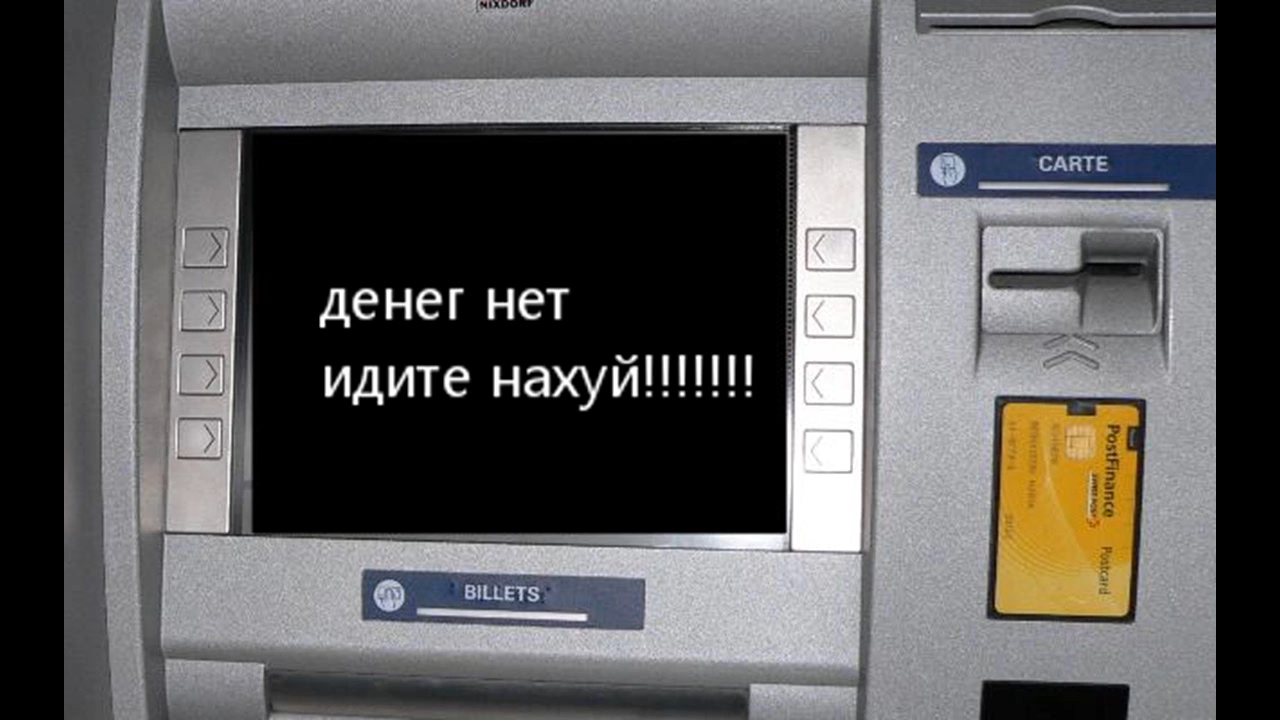 NIXDORF
CARTE
денег нет
идите нахуй!!!!!!!
PostFinance
Postcard
BILLETS